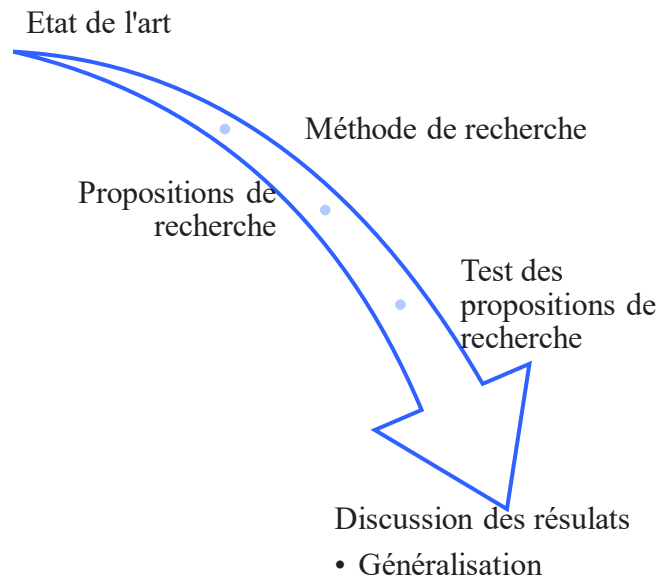 Etat de l'art
Méthode de recherche
Propositions de
recherche
Test des
propositions de
recherche
Discussion des résulats
• Généralisation